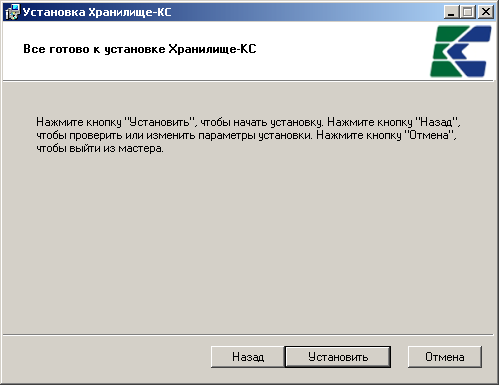 Установка Хранилище-КС
Все готово к установке Хранилище-КС
Нажмите кнопку "Установить", чтобы начать установку. Нажмите кнопку "Назад",
чтобы проверить или изменить параметры установки. Нажмите кнопку "Отмена",
чтобы выйти из мастера.
Назад
Установить
Отмена